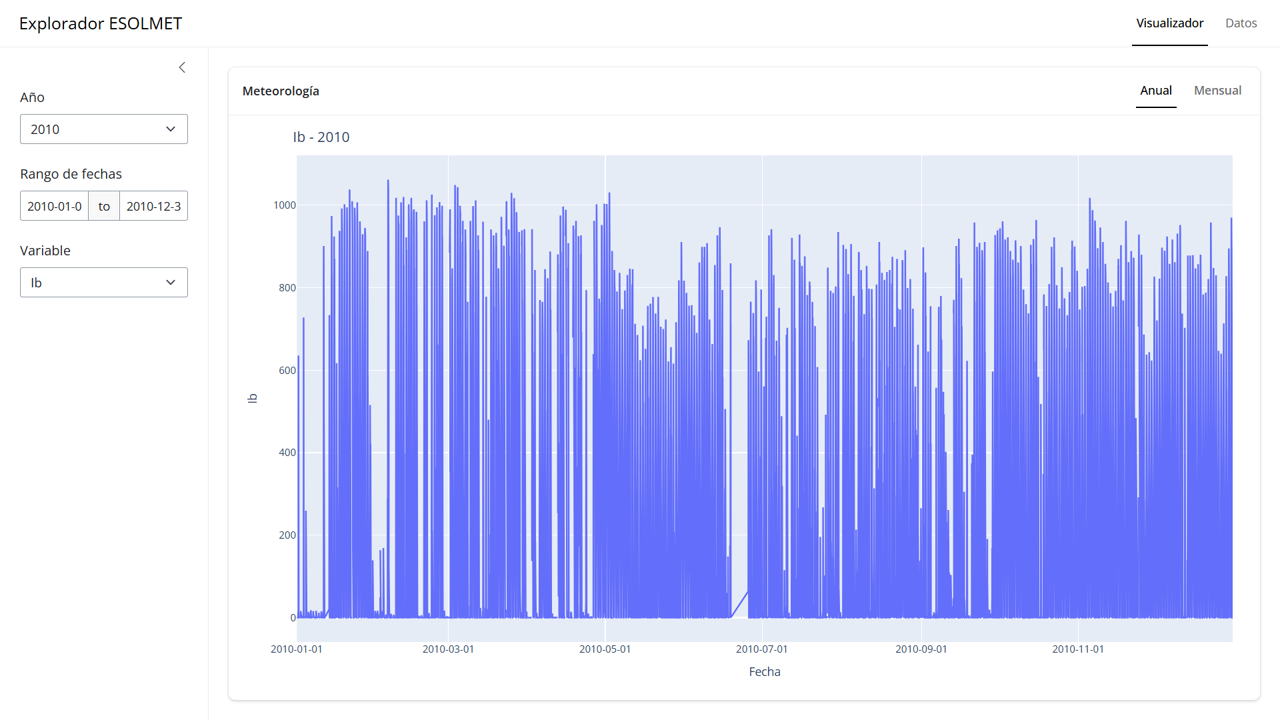 Explorador ESOLMET
Visualizador
Datos
Año
2010
Rango de fechas
2010-01-0 to 2010-12-3
Variable
Ib
Meteorología
Anual
Mensual
Ib - 2010
1000
800
600
400
200
0
Ib
2010-01-01 2010-03-01 2010-05-01 2010-07-01 2010-09-01 2010-11-01
Fecha